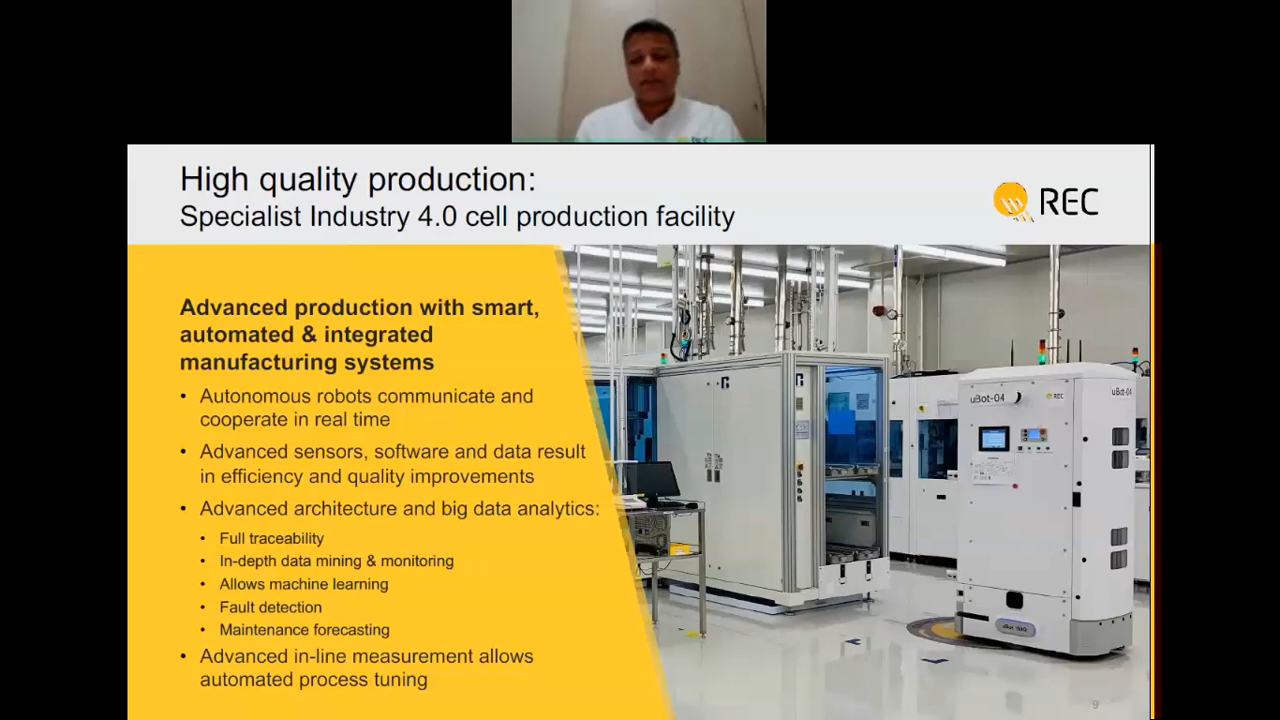 High quality production:
Specialist Industry 4.0 cell production facility
REC
Advanced production with smart,
automated & integrated
manufacturing systems
• Autonomous robots communicate and
cooperate in real time
• Advanced sensors, software and data result
in efficiency and quality improvements
• Advanced architecture and big data analytics:
• Full traceability
• In-depth data mining & monitoring
• Allows machine learning
• Fault detection
• Maintenance forecasting
• Advanced in-line measurement allows
automated process tuning
uBot-04
REC
uBot-04
9